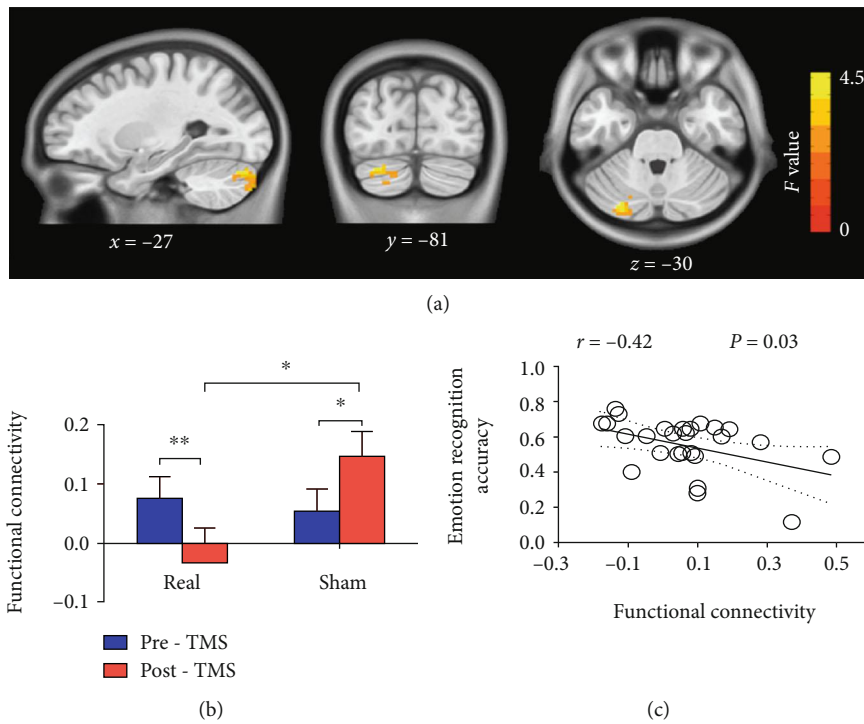 4.5
F value
0
x = –27
y = –81
z = –30
(a)
Functional connectivity
0.2
0.1
0.0
–0.1
**
*
*
Real
Sham
Pre - TMS
Post - TMS
(b)
r = –0.42
P = 0.03
Emotion recognition
accuracy
1.0
0.8
0.6
0.4
0.2
0
–0.3
–0.1
0.1
0.3
0.5
Functional connectivity
(c)